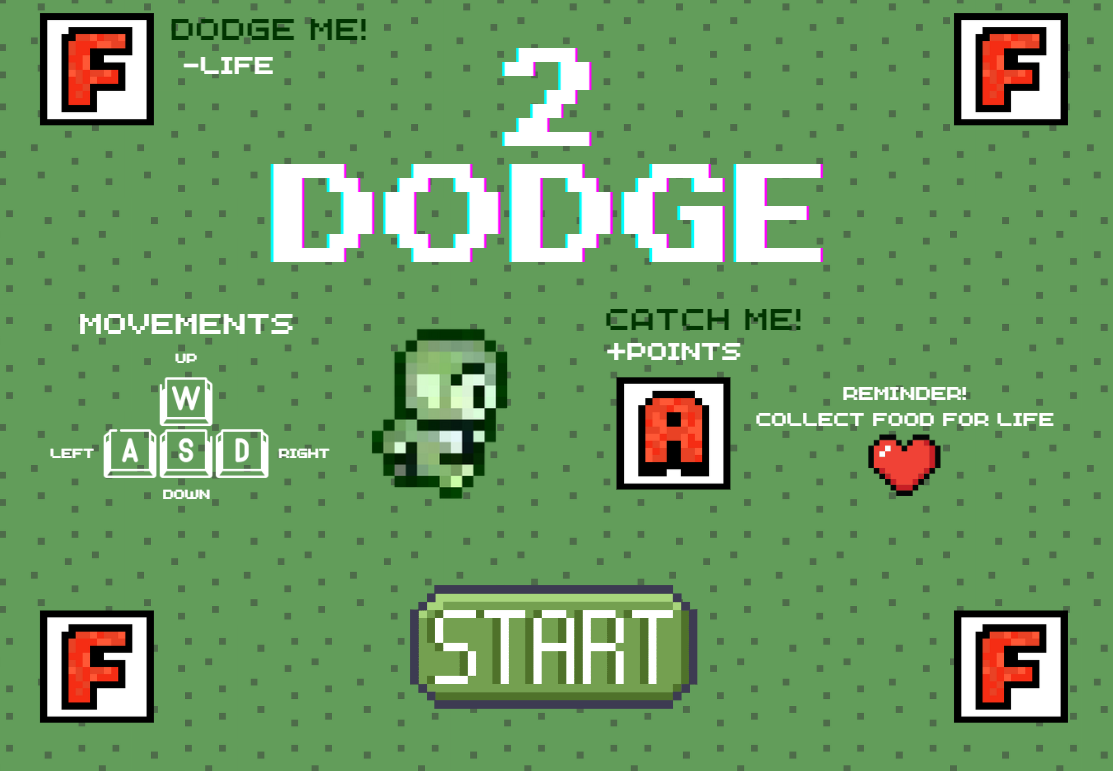 F
DODGE ME!
-LIFE
F
2
DODGE
MOVEMENTS
UP
W
LEFT A S D RIGHT
DOWN
CATCH ME!
+POINTS
A
REMINDER!
COLLECT FOOD FOR LIFE
F
START
F